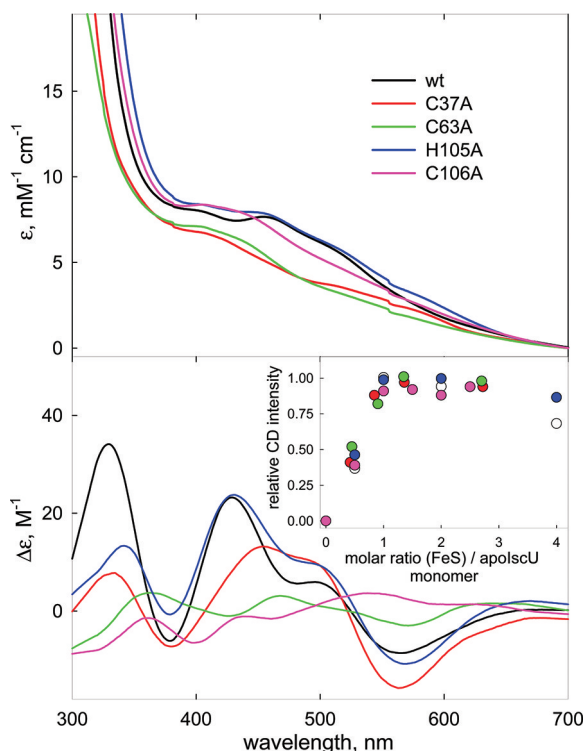 wt
C37A
C63A
H105A
C106A
ε, mM⁻¹ cm⁻¹
15
10
5
0
Δε, M⁻¹
40
20
0
relative CD intensity
1.00
0.75
0.50
0.25
0.00
0 1 2 3 4
molar ratio (FeS) / apoIscU
monomer
300 400 500 600 700
wavelength, nm